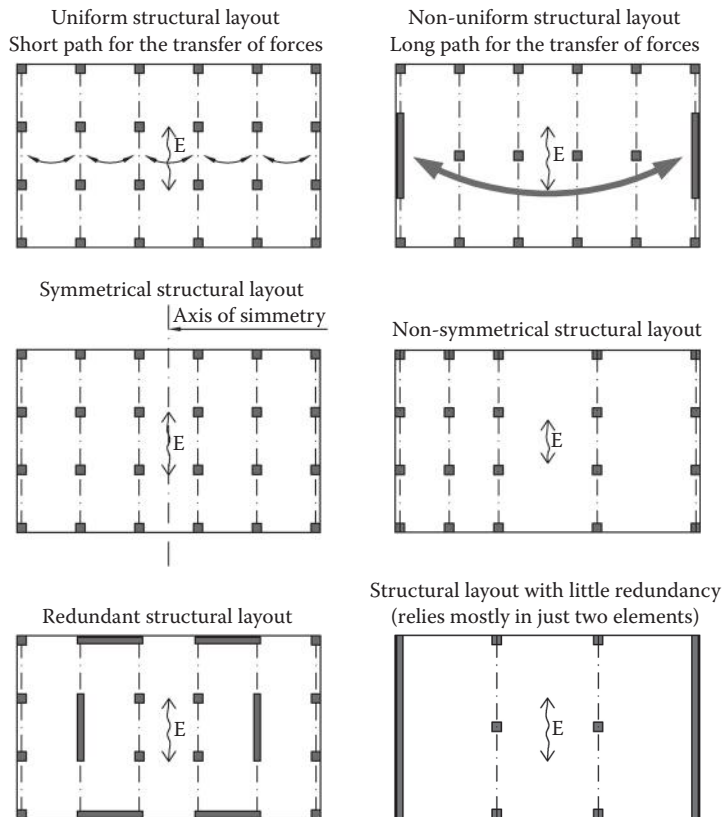 Uniform structural layout
Short path for the transfer of forces
E
Non-uniform structural layout
Long path for the transfer of forces
E
Symmetrical structural layout
Axis of simmetry
E
Non-symmetrical structural layout
E
Redundant structural layout
E
Structural layout with little redundancy
(relies mostly in just two elements)
E